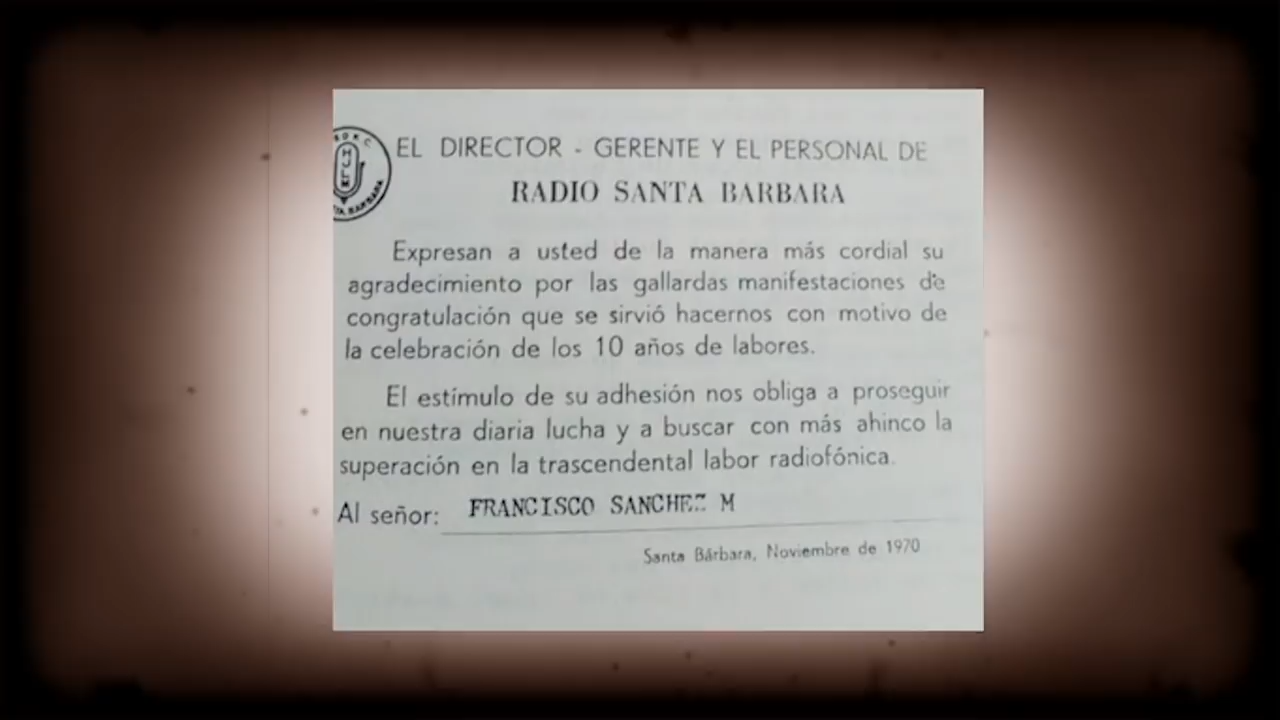 EL DIRECTOR - GERENTE Y EL PERSONAL DE
RADIO SANTA BARBARA
Expresan a usted de la manera más cordial su
agradecimiento por las gallardas manifestaciones de
congratulación que se sirvió hacernos con motivo de
la celebración de los 10 años de labores.
El estímulo de su adhesión nos obliga a proseguir
en nuestra diaria lucha y a buscar con más ahinco la
superación en la trascendental labor radiofónica.
Al señor: FRANCISCO SANCHEZ M
Santa Bárbara, Noviembre de 1970